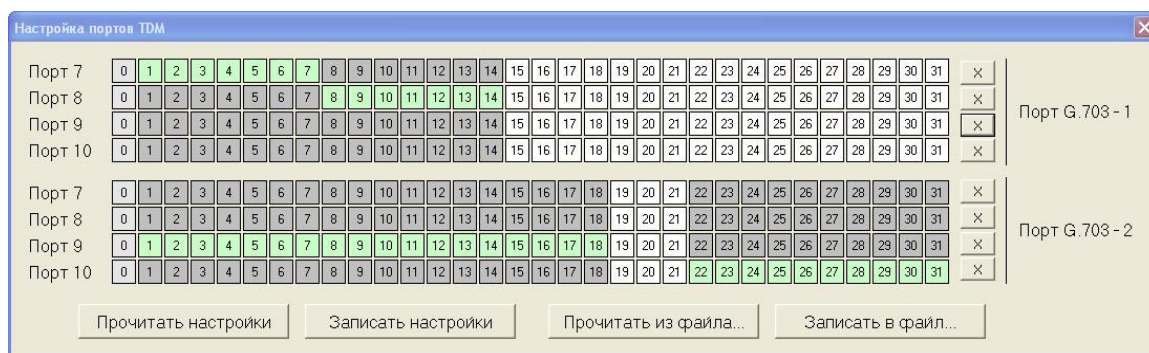 Настройка портов TDM
Порт 7 0 1 2 3 4 5 6 7 8 9 10 11 12 13 14 15 16 17 18 19 20 21 22 23 24 25 26 27 28 29 30 31 X
Порт 8 0 1 2 3 4 5 6 7 8 9 10 11 12 13 14 15 16 17 18 19 20 21 22 23 24 25 26 27 28 29 30 31 X
Порт G.703 - 1
Порт 9 0 1 2 3 4 5 6 7 8 9 10 11 12 13 14 15 16 17 18 19 20 21 22 23 24 25 26 27 28 29 30 31 X
Порт 10 0 1 2 3 4 5 6 7 8 9 10 11 12 13 14 15 16 17 18 19 20 21 22 23 24 25 26 27 28 29 30 31 X
Порт 7 0 1 2 3 4 5 6 7 8 9 10 11 12 13 14 15 16 17 18 19 20 21 22 23 24 25 26 27 28 29 30 31 X
Порт 8 0 1 2 3 4 5 6 7 8 9 10 11 12 13 14 15 16 17 18 19 20 21 22 23 24 25 26 27 28 29 30 31 X
Порт G.703 - 2
Порт 9 0 1 2 3 4 5 6 7 8 9 10 11 12 13 14 15 16 17 18 19 20 21 22 23 24 25 26 27 28 29 30 31 X
Порт 10 0 1 2 3 4 5 6 7 8 9 10 11 12 13 14 15 16 17 18 19 20 21 22 23 24 25 26 27 28 29 30 31 X
Прочитать настройки Записать настройки Прочитать из файла... Записать в файл...